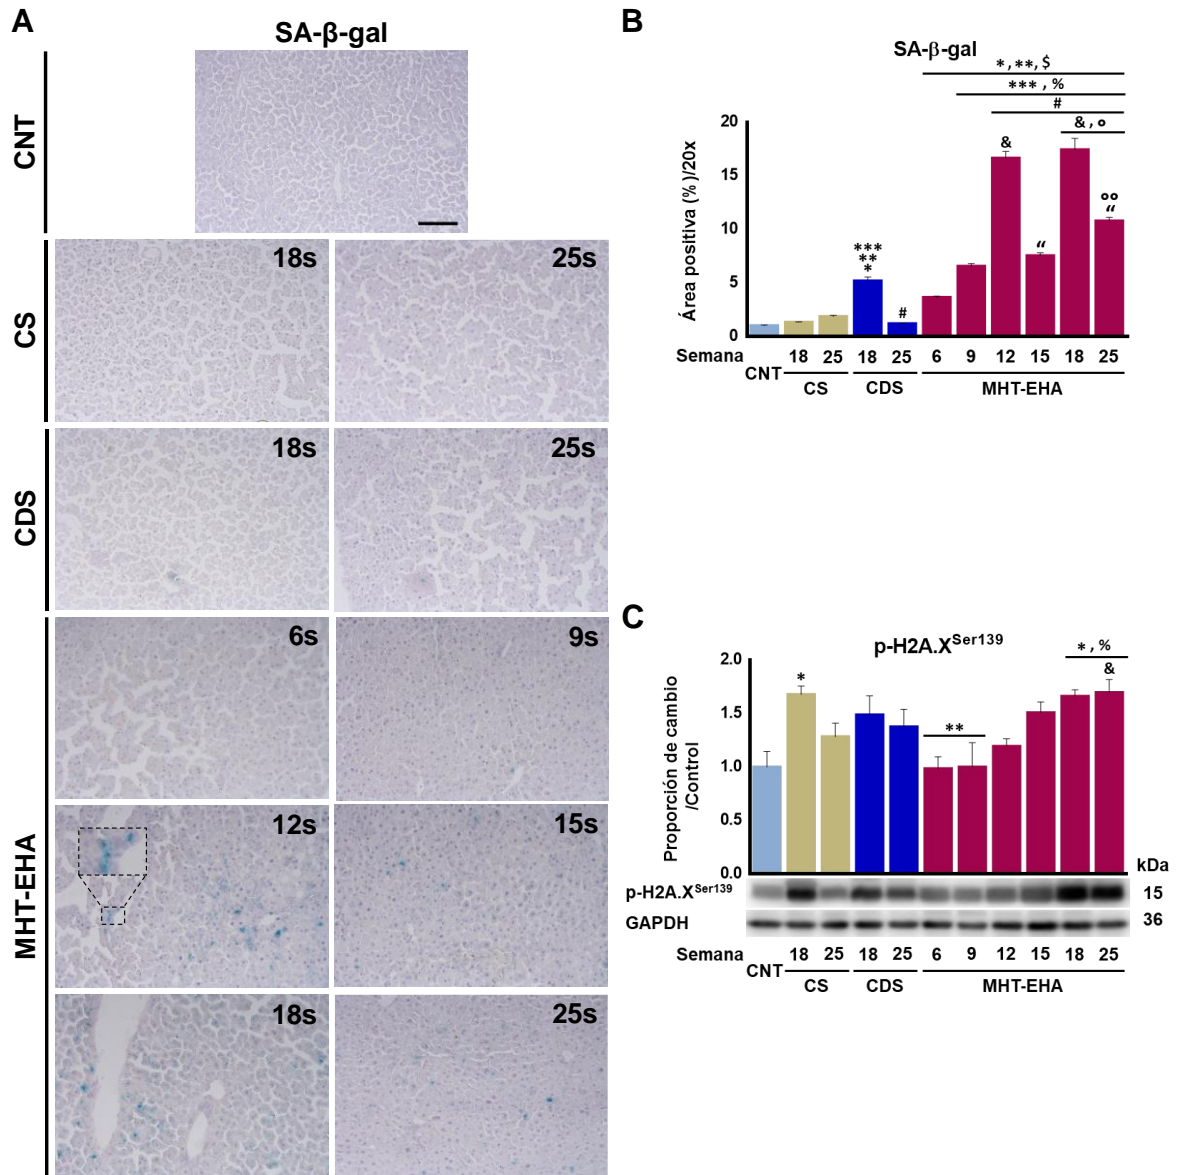 A
SA-β-gal
CNT
CS
18s
25s
CDS
18s
25s
MHT-EHA
6s
9s
12s
15s
18s
25s
B
SA-β-gal
*,**,$
*** , %
#
& , º
&
ºº
“
“
***
**
*
#
Área positiva (%)/20x
20
15
10
5
0
Semana
18 25 18 25 6 9 12 15 18 25
CNT
CS CDS MHT-EHA
C
p-H2A.XSer139
* , %
&
*
**
Proporción de cambio
/Control
2.0
1.5
1.0
0.5
0.0
kDa
p-H2A.XSer139 15
GAPDH 36
Semana
18 25 18 25 6 9 12 15 18 25
CNT
CS CDS MHT-EHA